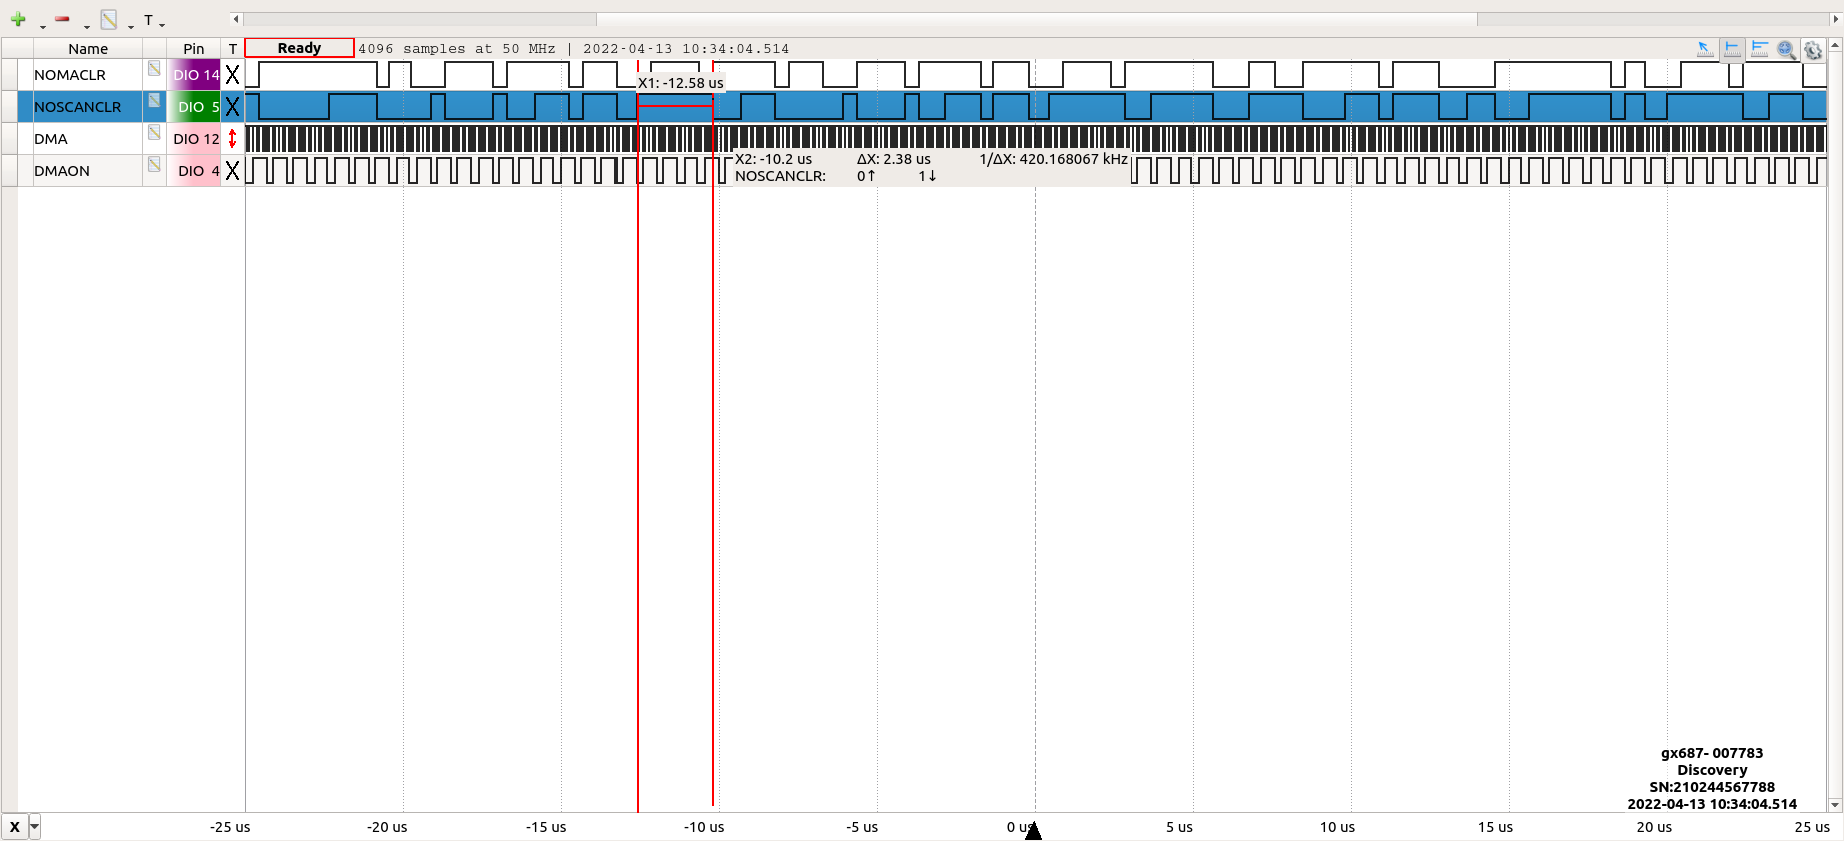 T
Name Pin T Ready 4096 samples at 50 MHz | 2022-04-13 10:34:04.514
NOMACLR DIO 14 X
X1: -12.58 us
NOSCANCLR DIO 5 X
DMA DIO 12
X2: -10.2 us ΔX: 2.38 us 1/ΔX: 420.168067 kHz
DMAON DIO 4 X
NOSCANCLR: 0↑ 1↓
gx687- 007783
Discovery
SN:210244567788
2022-04-13 10:34:04.514
X -25 us -20 us -15 us -10 us -5 us 0 us 5 us 10 us 15 us 20 us 25 us